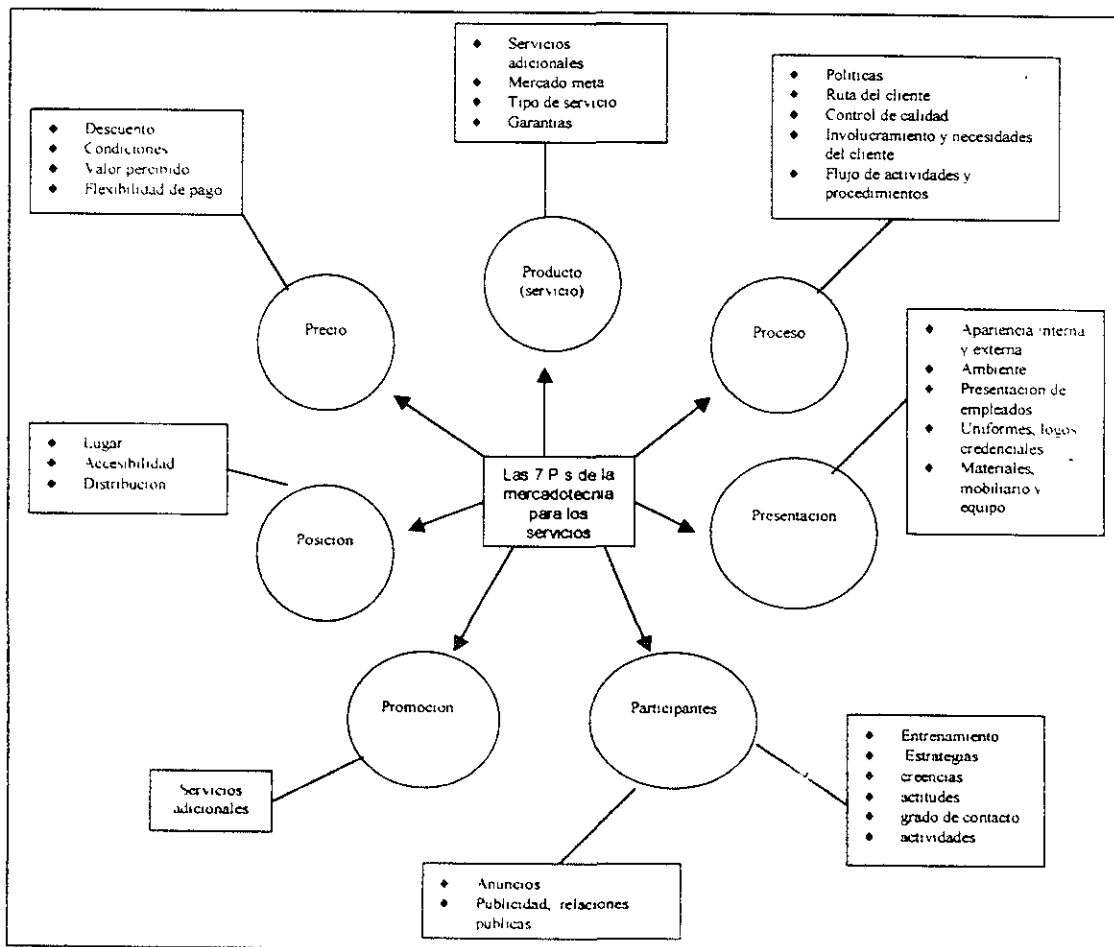 Servicios
adicionales
Mercado meta
Tipo de servicio
Garantias
Politicas
Ruta del cliente
Control de calidad
Involucramiento y necesidades
del cliente
Flujo de actividades y
procedimientos
Descuento
Condiciones
Valor percibido
Flexibilidad de pago
Producto
(servicio)
Precio
Proceso
Apariencia interna
y externa
Ambiente
Presentacion de
empleados
Uniformes, logos
credenciales
Materiales,
mobiliario y
equipo
Lugar
Accesibilidad
Distribucion
Las 7 P s de la
mercadotecnia
para los
servicios
Posicion
Presentacion
Promocion
Participantes
Servicios
adicionales
Entrenamiento
Estrategias
creencias
actitudes
grado de contacto
actividades
Anuncios
Publicidad, relaciones
publicas